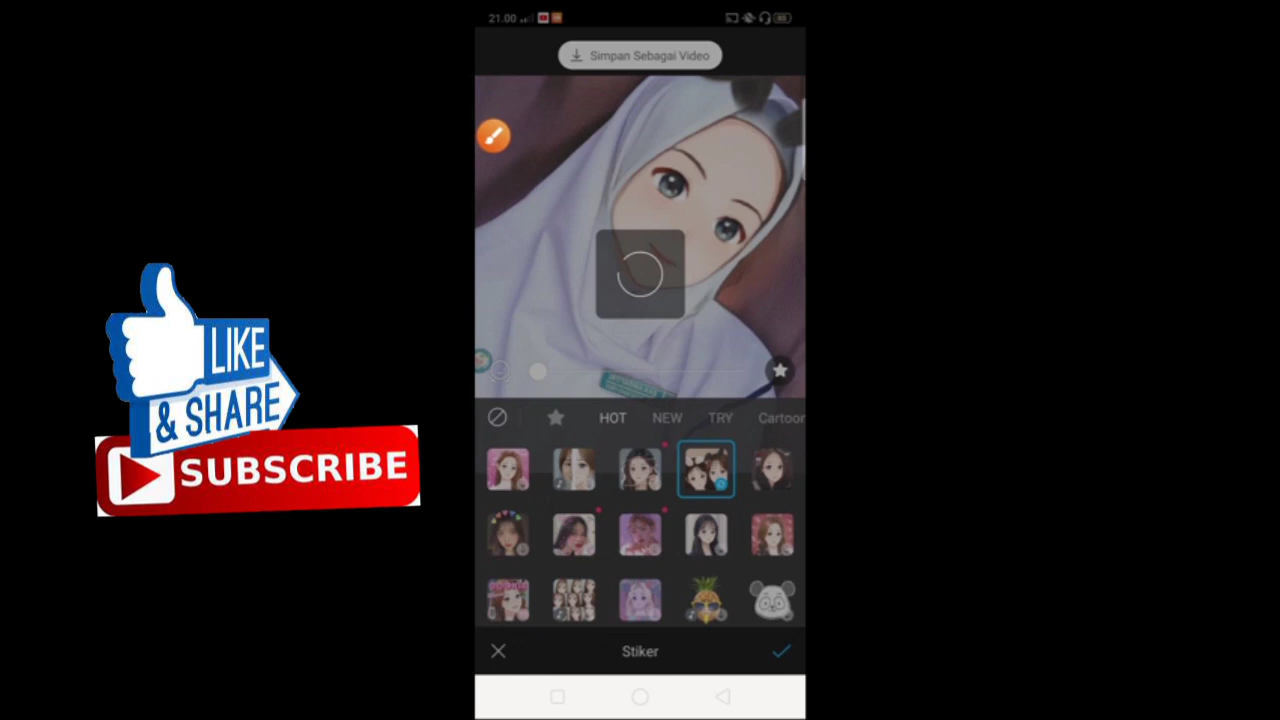 21.00
Simpan Sebagai Video
LIKE
& SHARE
SUBSCRIBE
HOT NEW TRY Cartoon
Stiker